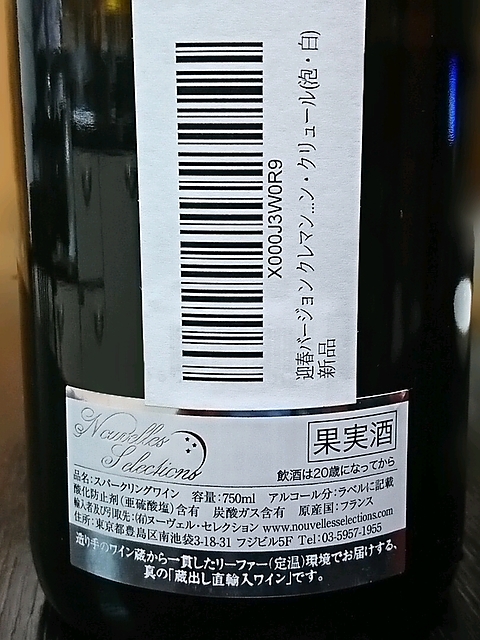 X000J3W0R9
迎春バージョン クレマン...ン・クリュール(泡・白)
新品
Nouvelles
Selections
果実酒
飲酒は20歳になってから
品名:スパークリングワイン 容量:750ml アルコール分:ラベルに記載
酸化防止剤(亜硫酸塩)含有 炭酸ガス含有 原産国:フランス
輸入者及び引取先:(有)ヌーヴェル・セレクション www.nouvellesselections.com
住所:東京都豊島区南池袋3-18-31 フジビル5F Tel:03-5957-1955
造り手のワイン蔵から一貫したリーファー(定温)環境でお届けする、
真の「蔵出し直輸入ワイン」です。